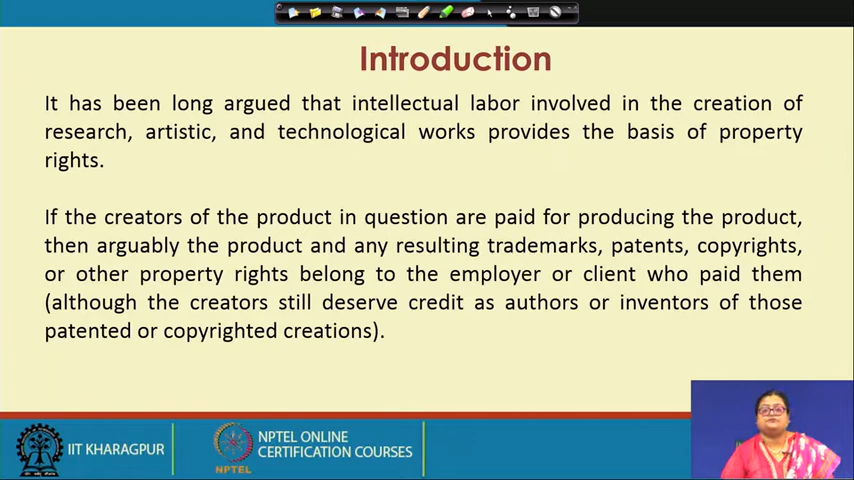 Introduction
It has been long argued that intellectual labor involved in the creation of
research, artistic, and technological works provides the basis of property
rights.
If the creators of the product in question are paid for producing the product,
then arguably the product and any resulting trademarks, patents, copyrights,
or other property rights belong to the employer or client who paid them
(although the creators still deserve credit as authors or inventors of those
patented or copyrighted creations).
IIT KHARAGPUR
NPTEL
NPTEL ONLINE
CERTIFICATION COURSES